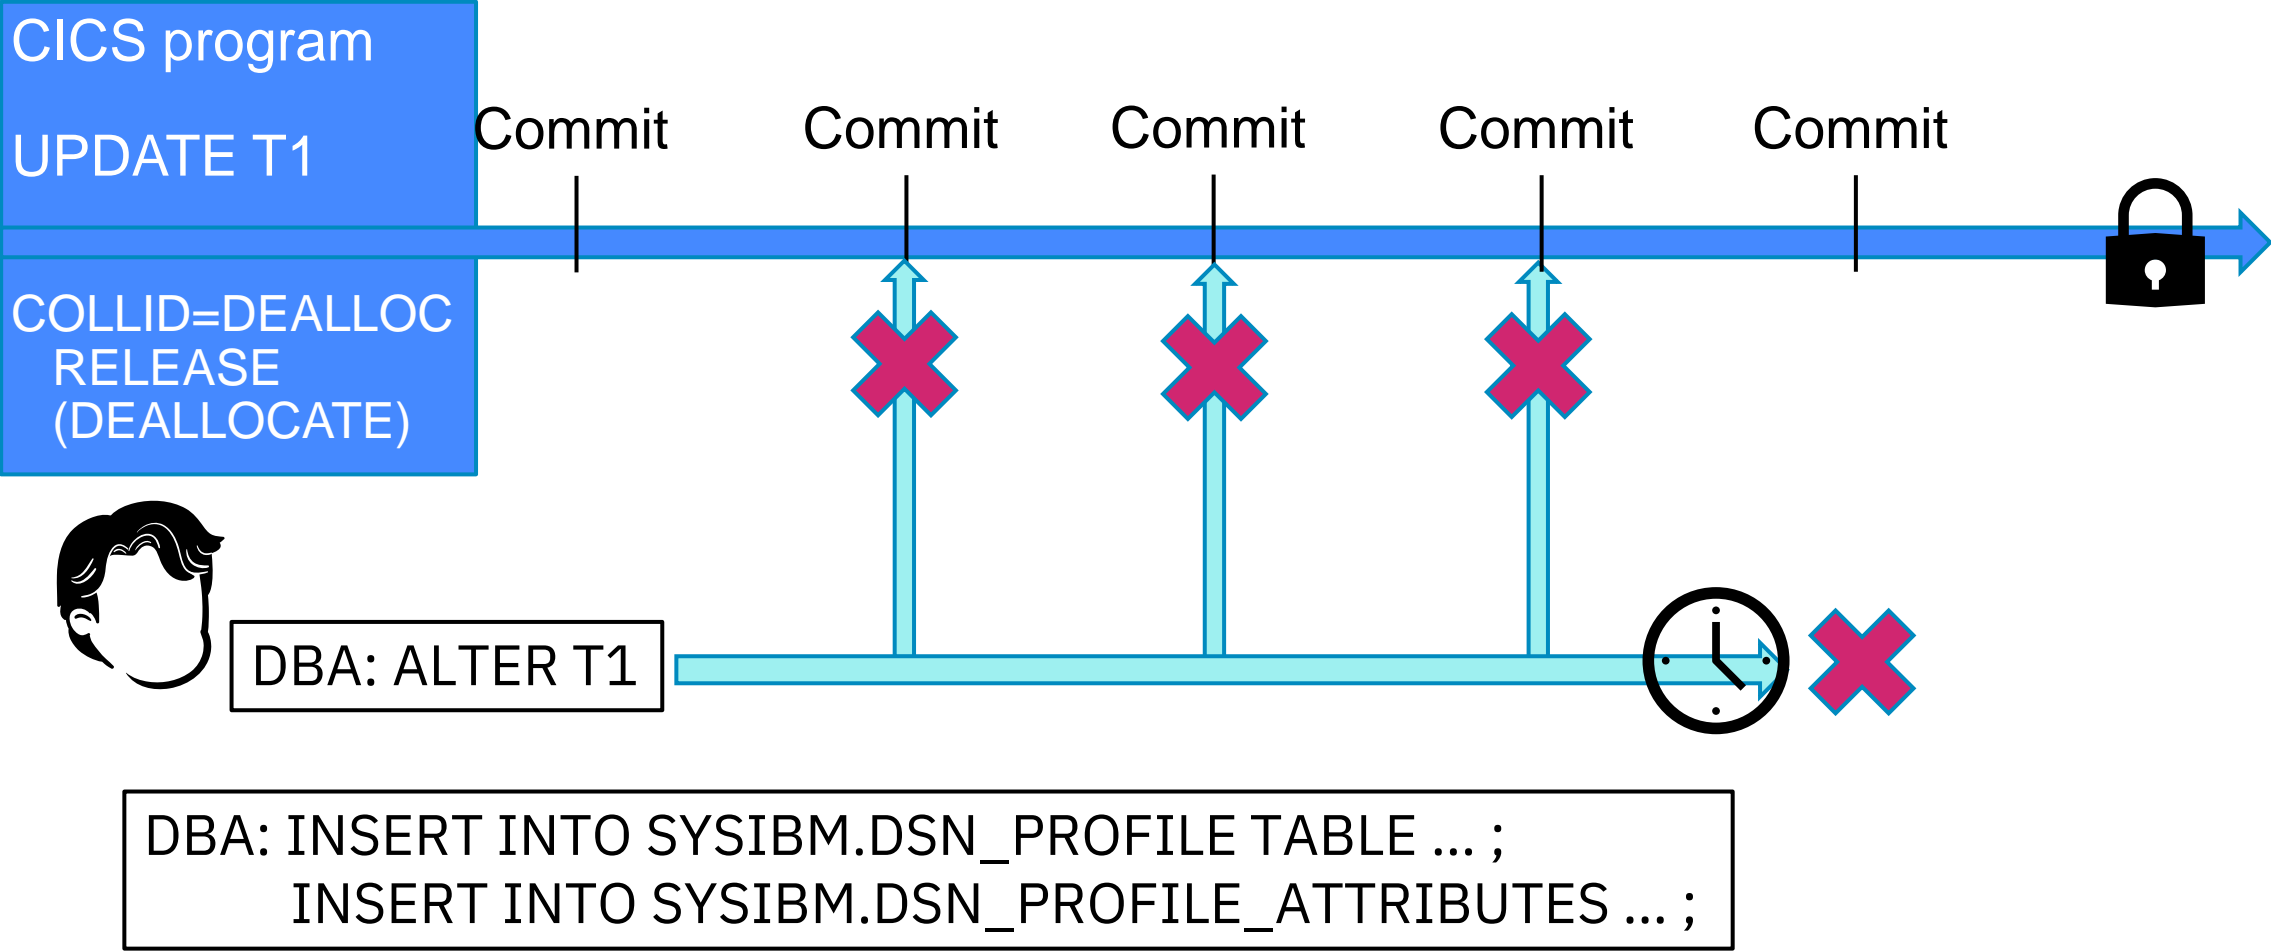 CICS program
UPDATE T1
Commit Commit Commit Commit Commit
COLLID=DEALLOC
RELEASE
(DEALLOCATE)
DBA: ALTER T1
DBA: INSERT INTO SYSIBM.DSN_PROFILE TABLE ... ;
INSERT INTO SYSIBM.DSN_PROFILE_ATTRIBUTES ... ;